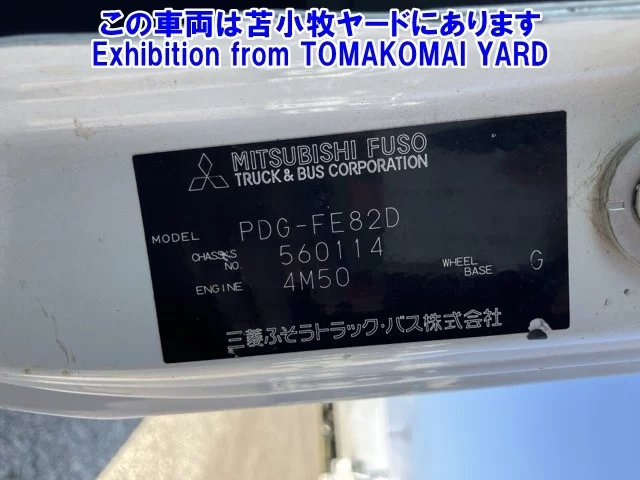 この車両は苫小牧ヤードにあります
Exhibition from TOMAKOMAI YARD
MITSUBISHI FUSO
TRUCK & BUS CORPORATION
MODEL PDG-FE82D
CHASSIS NO. 560114
ENGINE 4M50 WHEEL BASE G
三菱ふそうトラック・バス株式会社